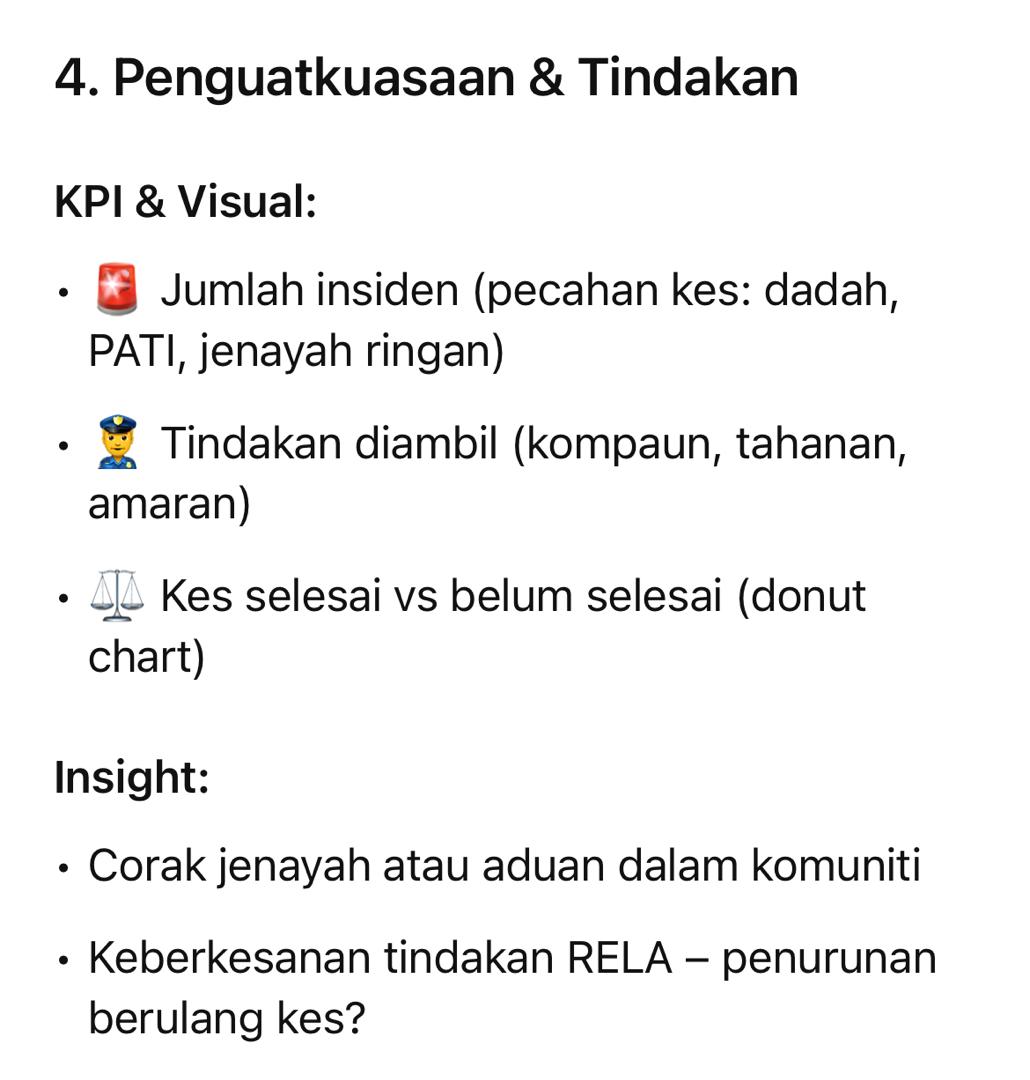 4. Penguatkuasaan & Tindakan
KPI & Visual:
• 🚨 Jumlah insiden (pecahan kes: dadah,
PATI, jenayah ringan)
• 👮 Tindakan diambil (kompaun, tahanan,
amaran)
• ⚖️ Kes selesai vs belum selesai (donut
chart)
Insight:
• Corak jenayah atau aduan dalam komuniti
• Keberkesanan tindakan RELA – penurunan
berulang kes?